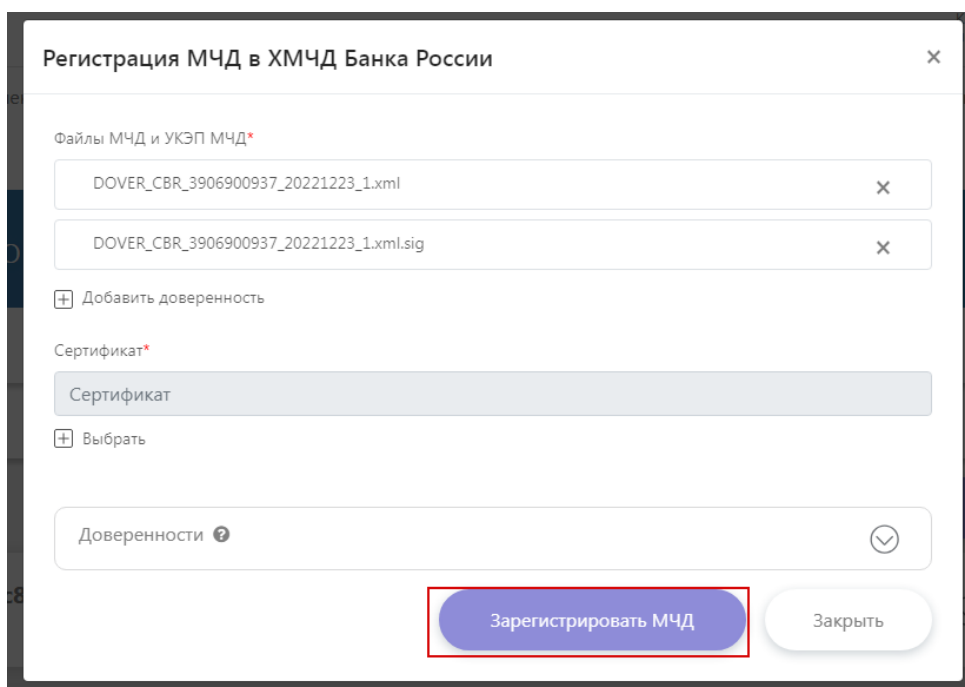 Регистрация МЧД в ХМЧД Банка России
Файлы МЧД и УКЭП МЧД*
DOVER_CBR_3906900937_20221223_1.xml
DOVER_CBR_3906900937_20221223_1.xml.sig
Добавить доверенность
Сертификат*
Сертификат
Выбрать
Доверенности
Зарегистрировать МЧД
Закрыть